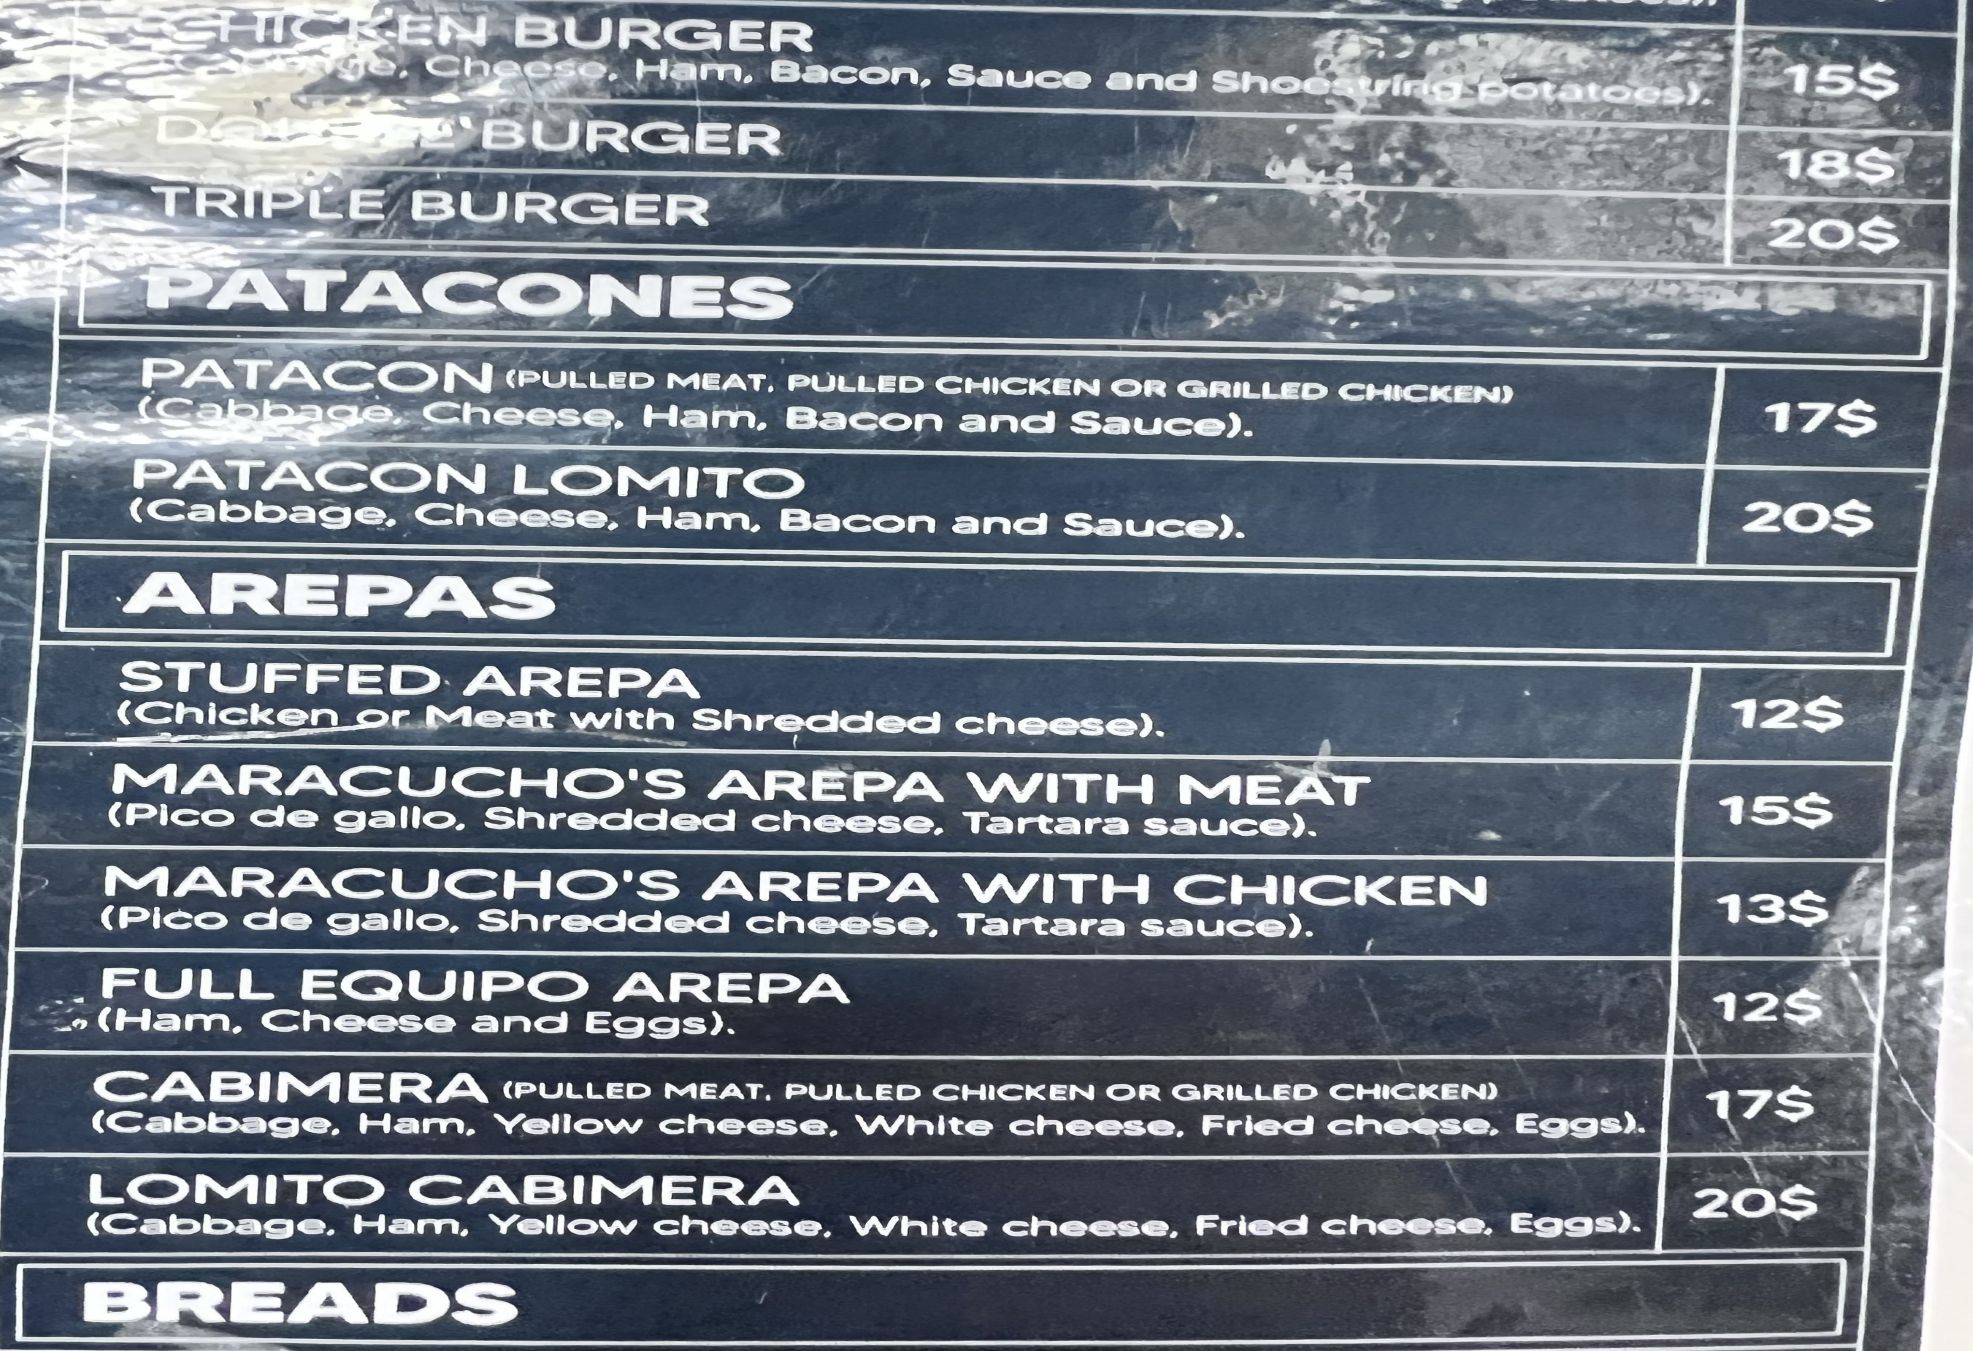 CHICKEN BURGER
(Cabbage, Cheese, Ham, Bacon, Sauce and Shoestring potatoes).
15$
DOUBLE BURGER
18$
TRIPLE BURGER
20$
PATACONES
PATACON (PULLED MEAT, PULLED CHICKEN OR GRILLED CHICKEN)
(Cabbage, Cheese, Ham, Bacon and Sauce).
17$
PATACON LOMITO
(Cabbage, Cheese, Ham, Bacon and Sauce).
20$
AREPAS
STUFFED AREPA
(Chicken or Meat with Shredded cheese).
12$
MARACUCHO'S AREPA WITH MEAT
(Pico de gallo, Shredded cheese, Tartara sauce).
15$
MARACUCHO'S AREPA WITH CHICKEN
(Pico de gallo, Shredded cheese, Tartara sauce).
13$
FULL EQUIPO AREPA
(Ham, Cheese and Eggs).
12$
CABIMERA (PULLED MEAT, PULLED CHICKEN OR GRILLED CHICKEN)
(Cabbage, Ham, Yellow cheese, White cheese, Fried cheese, Eggs).
17$
LOMITO CABIMERA
(Cabbage, Ham, Yellow cheese, White cheese, Fried cheese, Eggs).
20$
BREADS